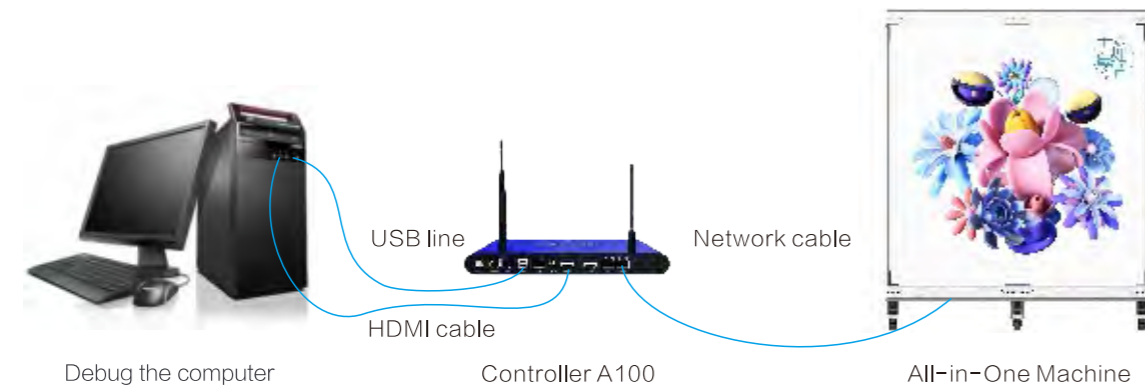 USB line
Network cable
HDMI cable
Debug the computer
Controller A100
All-in-One Machine